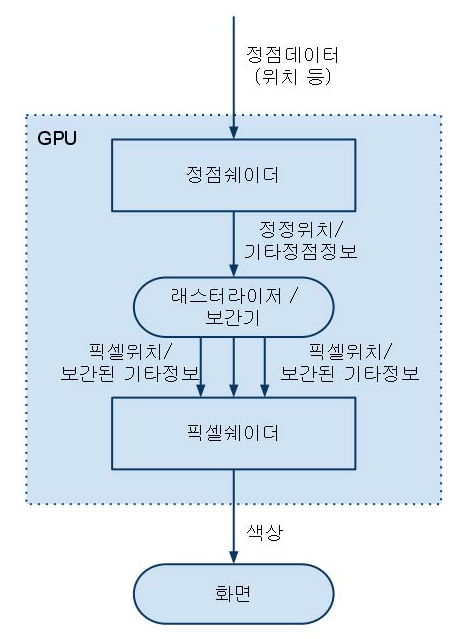 정점데이터
(위치 등)
GPU
정점쉐이더
정정위치/
기타정점정보
래스터라이저 /
보간기
픽셀위치/
보간된 기타정보
픽셀위치/
보간된 기타정보
픽셀쉐이더
색상
화면